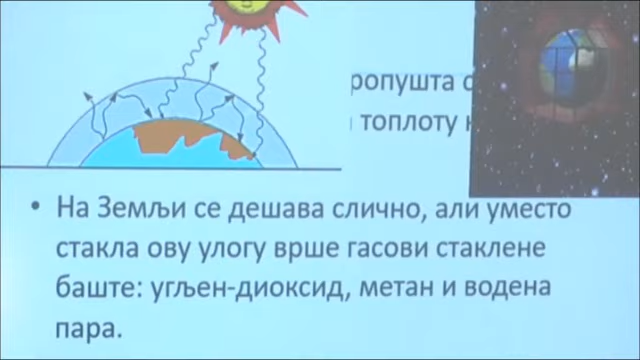 ропушта
топлоту
• На Земљи се дешава слично, али уместо
стакла ову улогу врше гасови стаклене
баште: угљен-диоксид, метан и водена
пара.